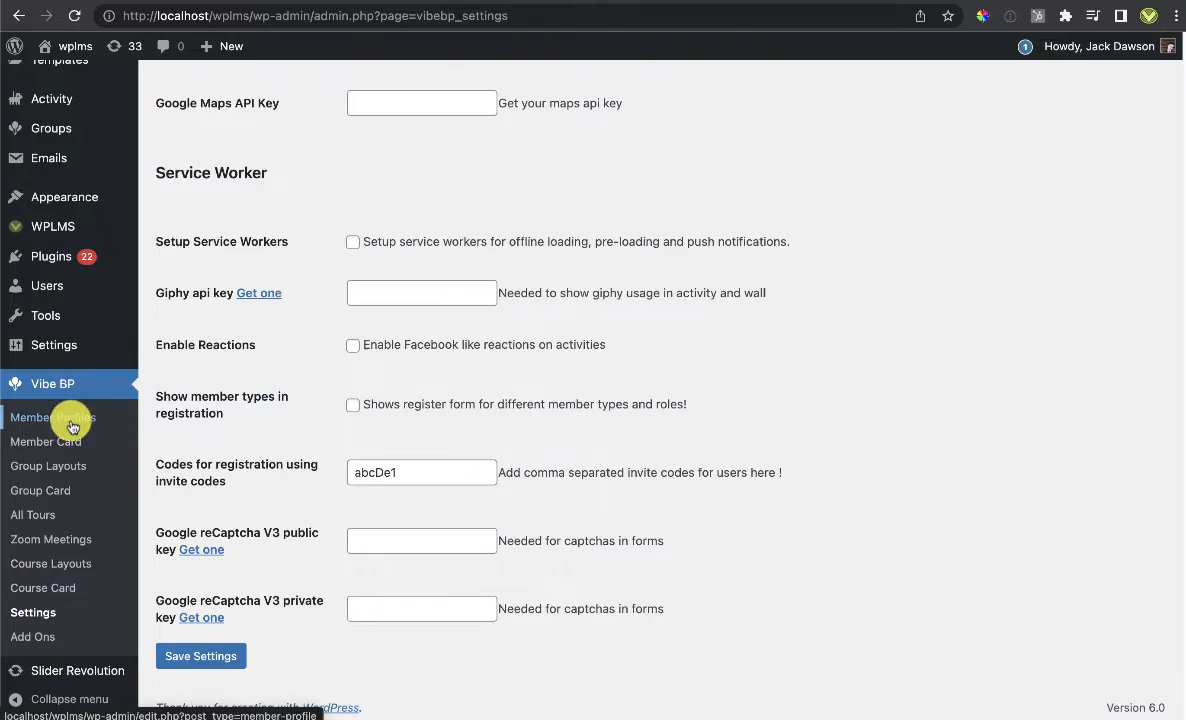 http://localhost/wplms/wp-admin/admin.php?page=vibebp_settings
wplms 33 0 New 1 Howdy, Jack Dawson
Templates
Activity
Groups
Emails
Appearance
WPLMS
Plugins 22
Users
Tools
Settings
Vibe BP
Member Profiles
Member Card
Group Layouts
Group Card
All Tours
Zoom Meetings
Course Layouts
Course Card
Settings
Add Ons
Slider Revolution
Collapse menu
localhost/wplms/wp-admin/edit.php?post_type=member-profile
Google Maps API Key Get your maps api key
Service Worker
Setup Service Workers Setup service workers for offline loading, pre-loading and push notifications.
Giphy api key Get one Needed to show giphy usage in activity and wall
Enable Reactions Enable Facebook like reactions on activities
Show member types in
registration Shows register form for different member types and roles!
Codes for registration using
invite codes abcDe1 Add comma separated invite codes for users here !
Google reCaptcha V3 public
key Get one Needed for captchas in forms
Google reCaptcha V3 private
key Get one Needed for captchas in forms
Save Settings
Thank you for creating with WordPress.
Version 6.0